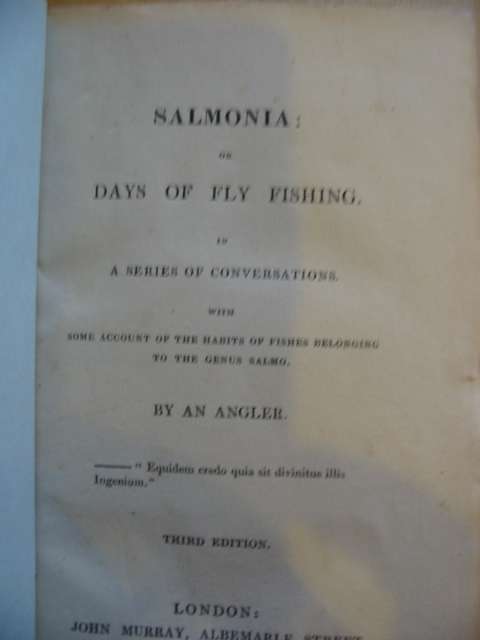 SALMONIA:
OR
DAYS OF FLY FISHING.
IN
A SERIES OF CONVERSATIONS.
WITH
SOME ACCOUNT OF THE HABITS OF FISHES BELONGING
TO THE GENUS SALMO.
BY AN ANGLER.
——— "Equidem credo quia sit divinitus illis
Ingenium."
THIRD EDITION.
LONDON:
JOHN MURRAY, ALBEMARLE STREET